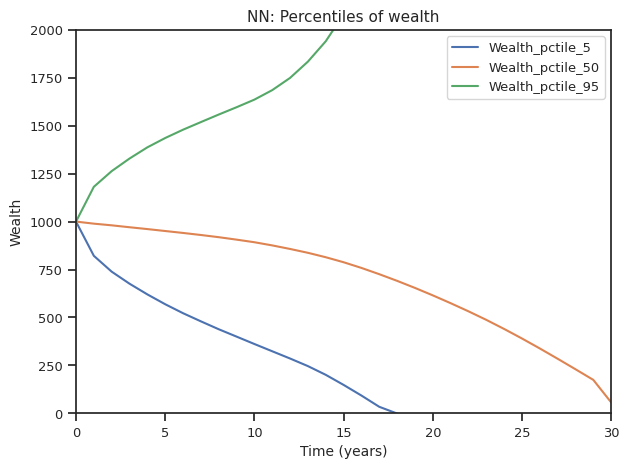 NN: Percentiles of wealth
Wealth_pctile_5
Wealth_pctile_50
Wealth_pctile_95
Wealth
2000
1750
1500
1250
1000
750
500
250
0
0 5 10 15 20 25 30
Time (years)